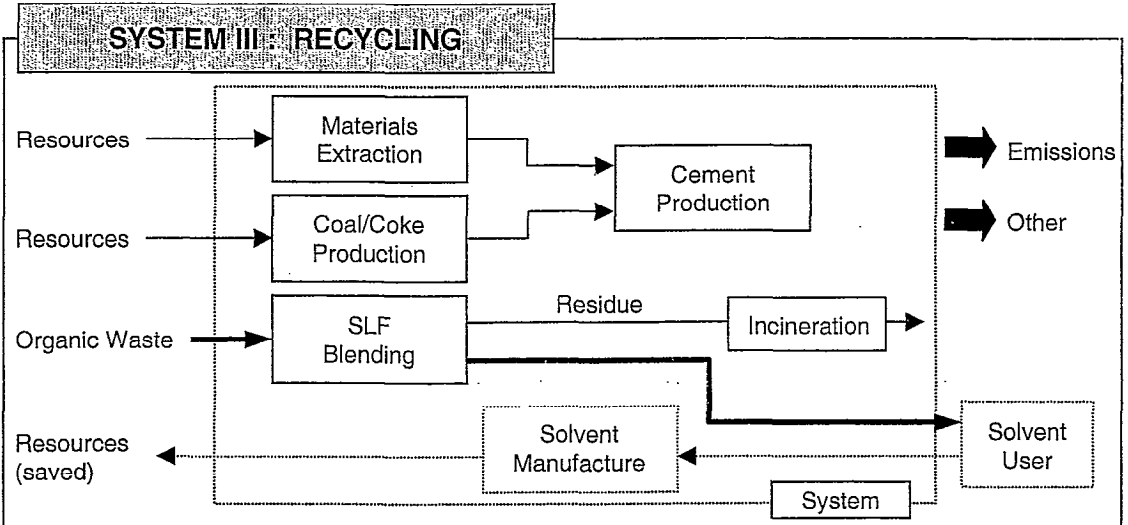 SYSTEM III : RECYCLING
Resources
Materials
Extraction
Cement
Production
Emissions
Resources
Coal/Coke
Production
Other
Organic Waste
SLF
Blending
Residue
Incineration
Resources
(saved)
Solvent
Manufacture
Solvent
User
System